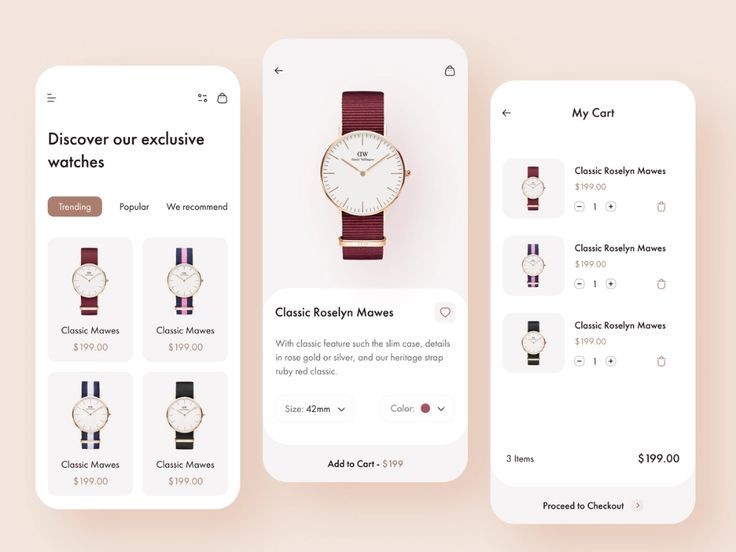 Discover our exclusive
watches
Trending
Popular
We recommend
Classic Mawes
$199.00
Classic Mawes
$199.00
Classic Mawes
$199.00
Classic Mawes
$199.00
DW
Daniel Wellington
Classic Roselyn Mawes
With classic feature such the slim case, details
in rose gold or silver, and our heritage strap
ruby red classic.
Size: 42mm
Color:
Add to Cart - $199
My Cart
Classic Roselyn Mawes
$199.00
1
Classic Roselyn Mawes
$199.00
1
Classic Roselyn Mawes
$199.00
1
3 Items
$199.00
Proceed to Checkout